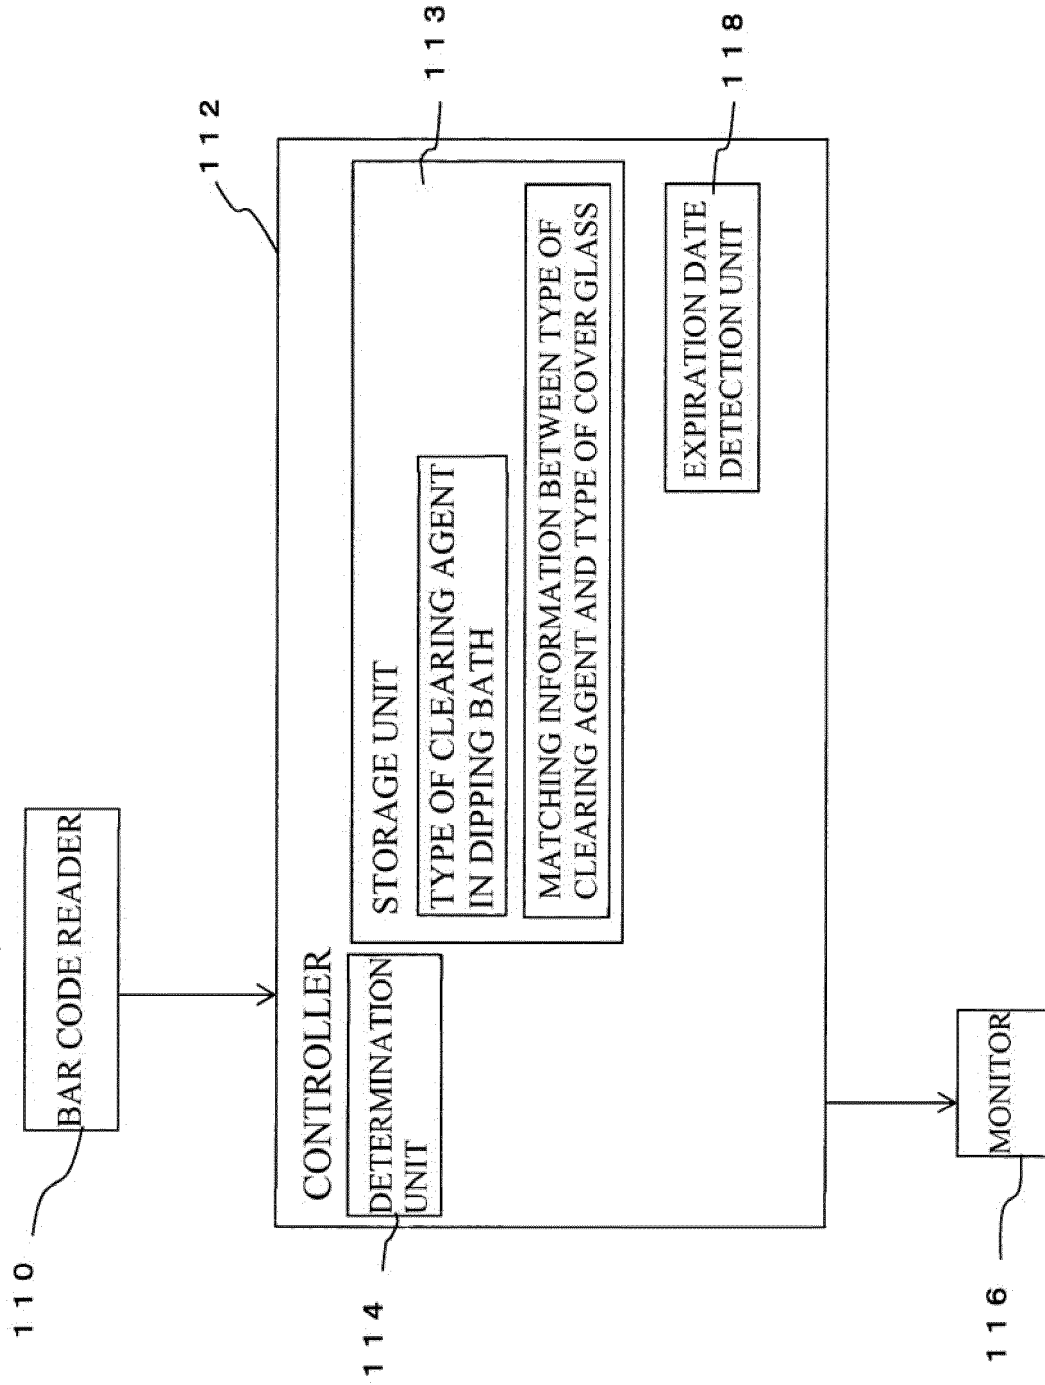 110
BAR CODE READER
112
CONTROLLER
114
DETERMINATION
UNIT
113
STORAGE UNIT
TYPE OF CLEARING AGENT
IN DIPPING BATH
MATCHING INFORMATION BETWEEN TYPE OF
CLEARING AGENT AND TYPE OF COVER GLASS
118
EXPIRATION DATE
DETECTION UNIT
116
MONITOR